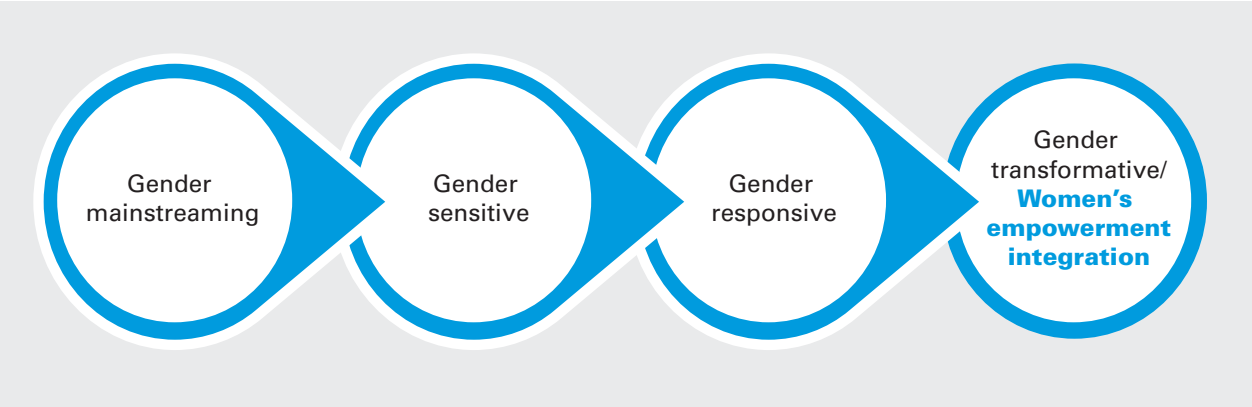 Gender
mainstreaming
Gender
sensitive
Gender
responsive
Gender
transformative/
Women’s
empowerment
integration